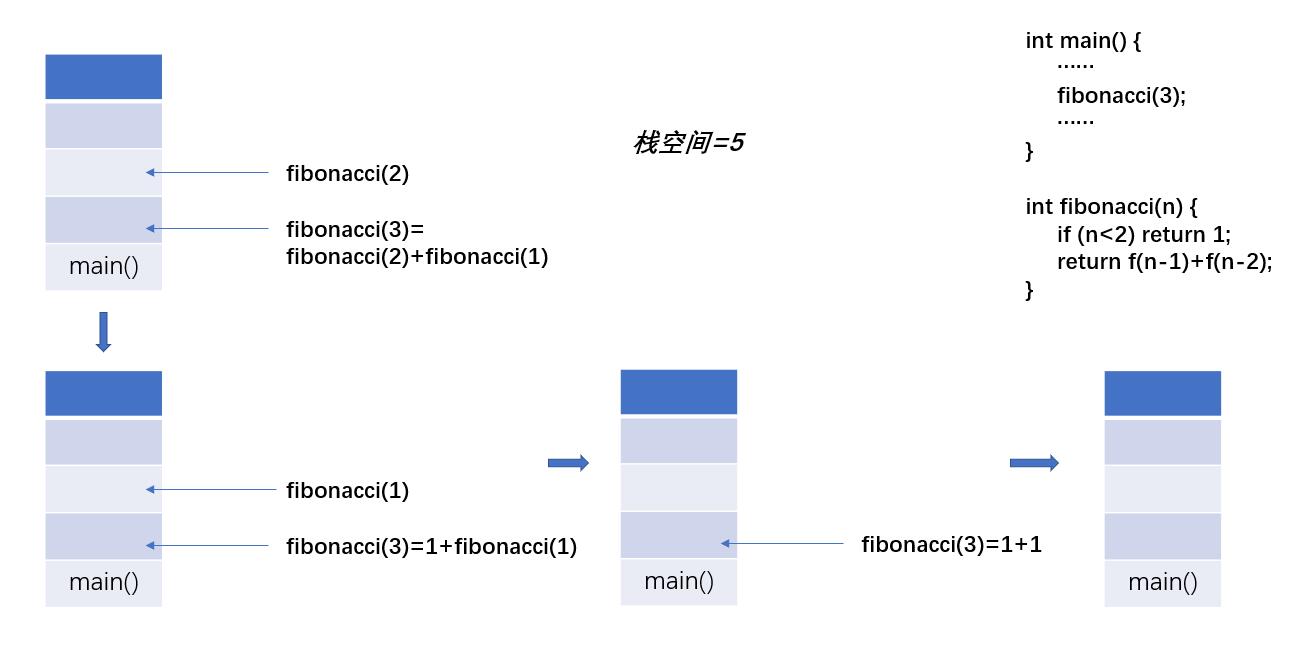 int main() {
……
fibonacci(3);
……
}
栈空间=5
fibonacci(2)
fibonacci(3)=
fibonacci(2)+fibonacci(1)
main()
int fibonacci(n) {
if (n<2) return 1;
return f(n-1)+f(n-2);
}
fibonacci(1)
fibonacci(3)=1+fibonacci(1)
main()
fibonacci(3)=1+1
main()
main()